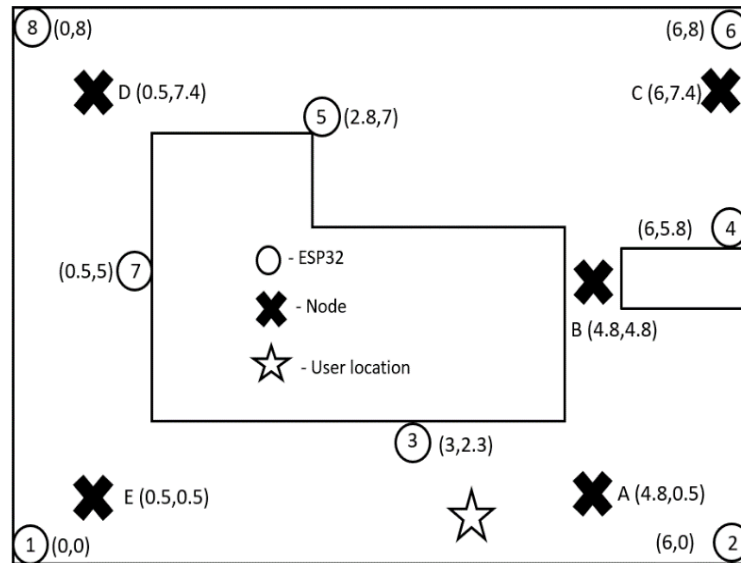 8 (0,8)
(6,8) 6
D (0.5,7.4)
C (6,7.4)
5 (2.8,7)
(6,5.8) 4
(0.5,5) 7
- ESP32
- Node
B (4.8,4.8)
- User location
3 (3,2.3)
E (0.5,0.5)
A (4.8,0.5)
1 (0,0)
(6,0) 2